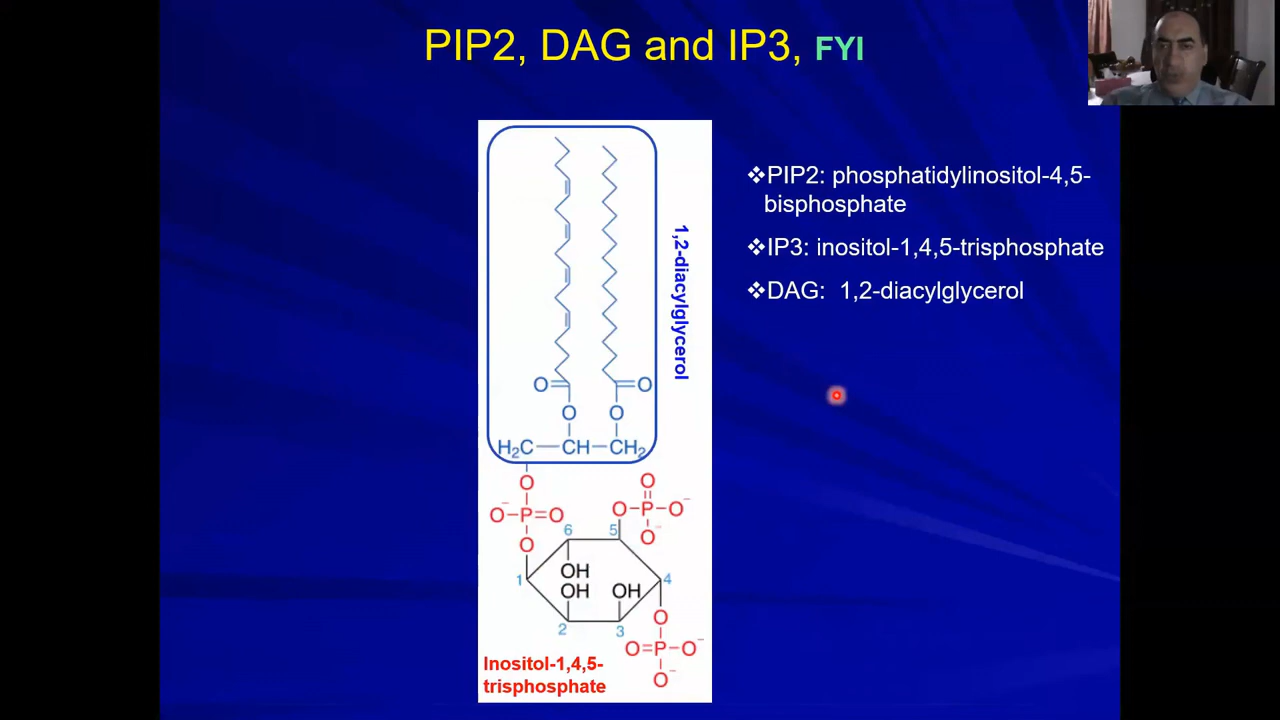 PIP2, DAG and IP3, FYI
❖PIP2: phosphatidylinositol-4,5-
bisphosphate
❖IP3: inositol-1,4,5-trisphosphate
❖DAG: 1,2-diacylglycerol
1,2-diacylglycerol
O O
O O
H₂C—CH—CH₂
O O
O⁻–P=O O–P–O⁻
O⁻
O
6 5
OH
1 4
OH OH
2 3
O
O=P–O⁻
O⁻
Inositol-1,4,5-
trisphosphate